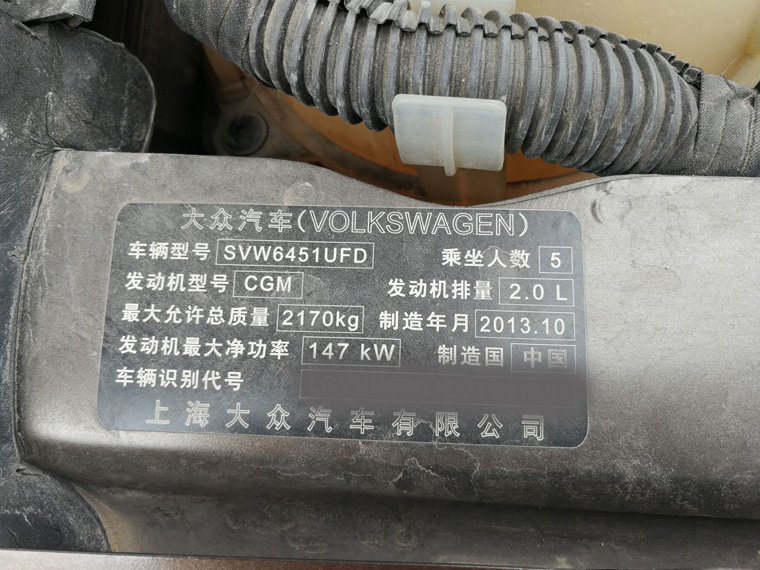 大众汽车(VOLKSWAGEN)
车辆型号 SVW6451UFD 乘坐人数 5
发动机型号 CGM 发动机排量 2.0 L
最大允许总质量 2170kg 制造年月 2013.10
发动机最大净功率 147 kW 制造国 中国
车辆识别代号
上海大众汽车有限公司